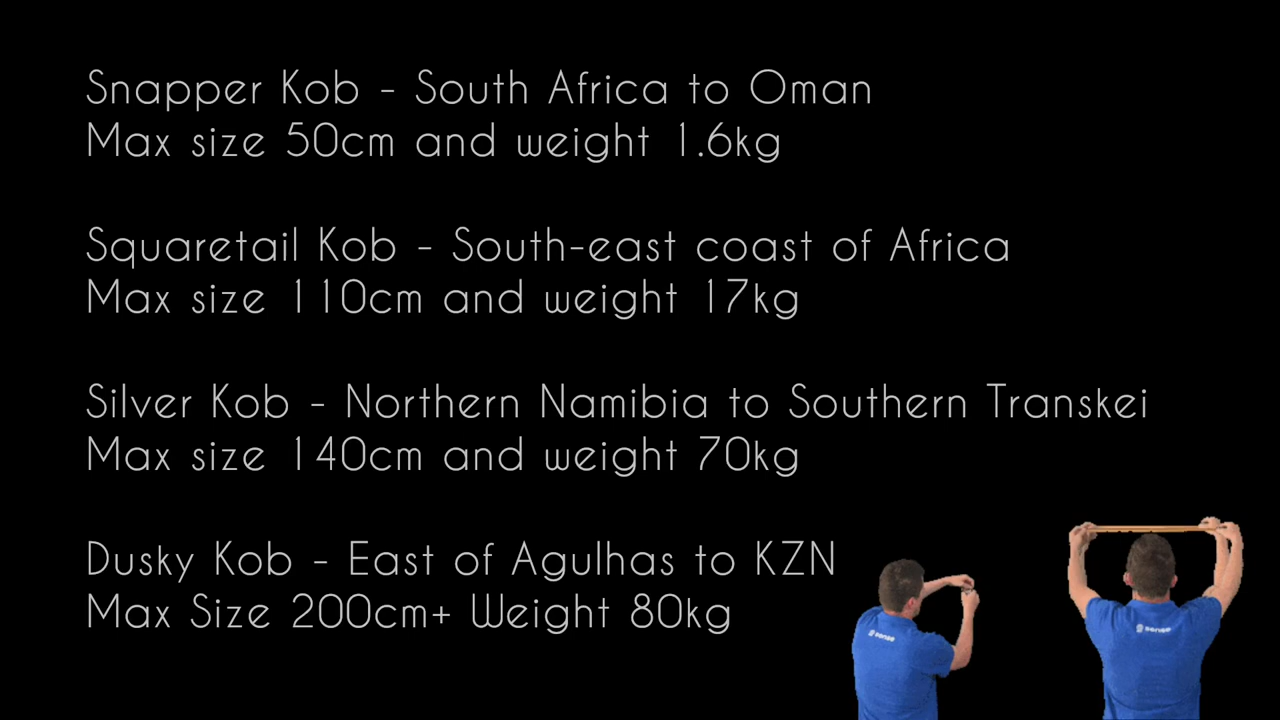 Snapper Kob - South Africa to Oman
Max size 50cm and weight 1.6kg
Squaretail Kob - South-east coast of Africa
Max size 110cm and weight 17kg
Silver Kob - Northern Namibia to Southern Transkei
Max size 140cm and weight 70kg
Dusky Kob - East of Agulhas to KZN
Max Size 200cm+ Weight 80kg
sense
sense